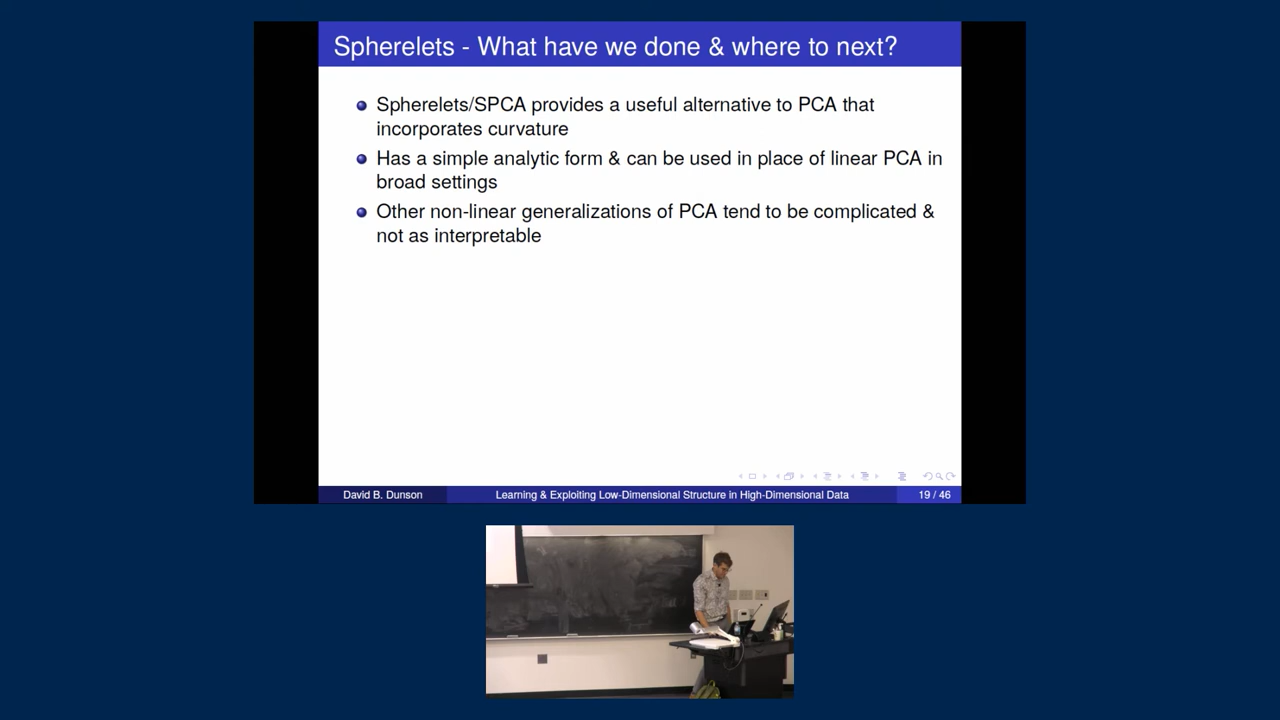 Spherelets - What have we done & where to next?
Spherelets/SPCA provides a useful alternative to PCA that
incorporates curvature
Has a simple analytic form & can be used in place of linear PCA in
broad settings
Other non-linear generalizations of PCA tend to be complicated &
not as interpretable
David B. Dunson
Learning & Exploiting Low-Dimensional Structure in High-Dimensional Data
19 / 46